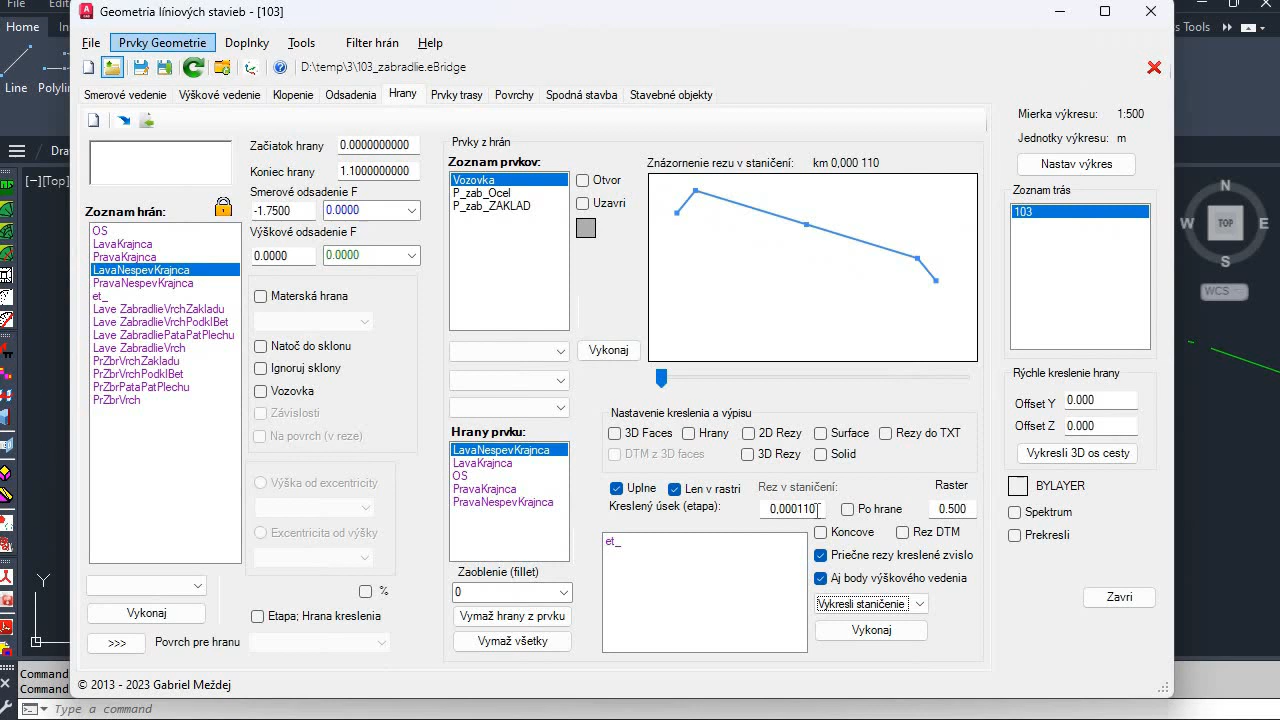 File
Geometria líniových stavieb - [103]
Home
In
s Tools
File Prvky Geometrie Doplnky Tools Filter hrán Help
Line
Polylin
D:\temp\3\103_zabradlie.eBridge
Smerové vedenie Výškové vedenie Klopenie Odsadenia Hrany Prvky trasy Povrchy Spodná stavba Stavebné objekty
Dra
[−][Top]
Začiatok hrany 0.0000000000
Koniec hrany 1.1000000000
Smerové odsadenie F
-1.7500 0.0000
Výškové odsadenie F
0.0000 0.0000
Zoznam hrán:
OS
LavaKrajnca
PravaKrajnca
LavaNespevKrajnca
PravaNespevKrajnca
et_
Lave ZabradlieVrchZakladu
Lave ZabradlieVrchPodklBet
Lave ZabradliePataPatPlechu
Lave ZabradlieVrch
PrZbrVrchZakladu
PrZbrVrchPodklBet
PrZbrPataPatPlechu
PrZbrVrch
Materská hrana
Natoč do sklonu
Ignoruj sklony
Vozovka
Závislosti
Na povrch (v reze)
Výška od excentricity
Excentricita od výšky
%
Etapa; Hrana kreslenia
Vykonaj
>>>
Povrch pre hranu
Prvky z hrán
Zoznam prvkov:
Vozovka
P_zab_Ocel
P_zab_ZAKLAD
Otvor
Uzavri
Vykonaj
Hrany prvku:
LavaNespevKrajnca
LavaKrajnca
OS
PravaKrajnca
PravaNespevKrajnca
Zaoblenie (fillet)
0
Vymaž hrany z prvku
Vymaž všetky
Znázornenie rezu v staničení: km 0,000 110
Nastavenie kreslenia a výpisu
3D Faces Hrany 2D Rezy Surface Rezy do TXT
DTM z 3D faces 3D Rezy Solid
Uplne Len v rastri Rez v staničení: Raster
Kreslený úsek (etapa): 0,000110 Po hrane 0.500
et_
Koncove Rez DTM
Priečne rezy kreslené zvislo
Aj body výškového vedenia
Vykresli staničenie
Vykonaj
Mierka výkresu: 1:500
Jednotky výkresu: m
Nastav výkres
Zoznam trás
103
Rýchle kreslenie hrany
Offset Y 0.000
Offset Z 0.000
Vykresli 3D os cesty
BYLAYER
Spektrum
Prekresli
Zavri
N
W TOP E
S
WCS
Y
© 2013 - 2023 Gabriel Meždej
Command
Command
Type a command